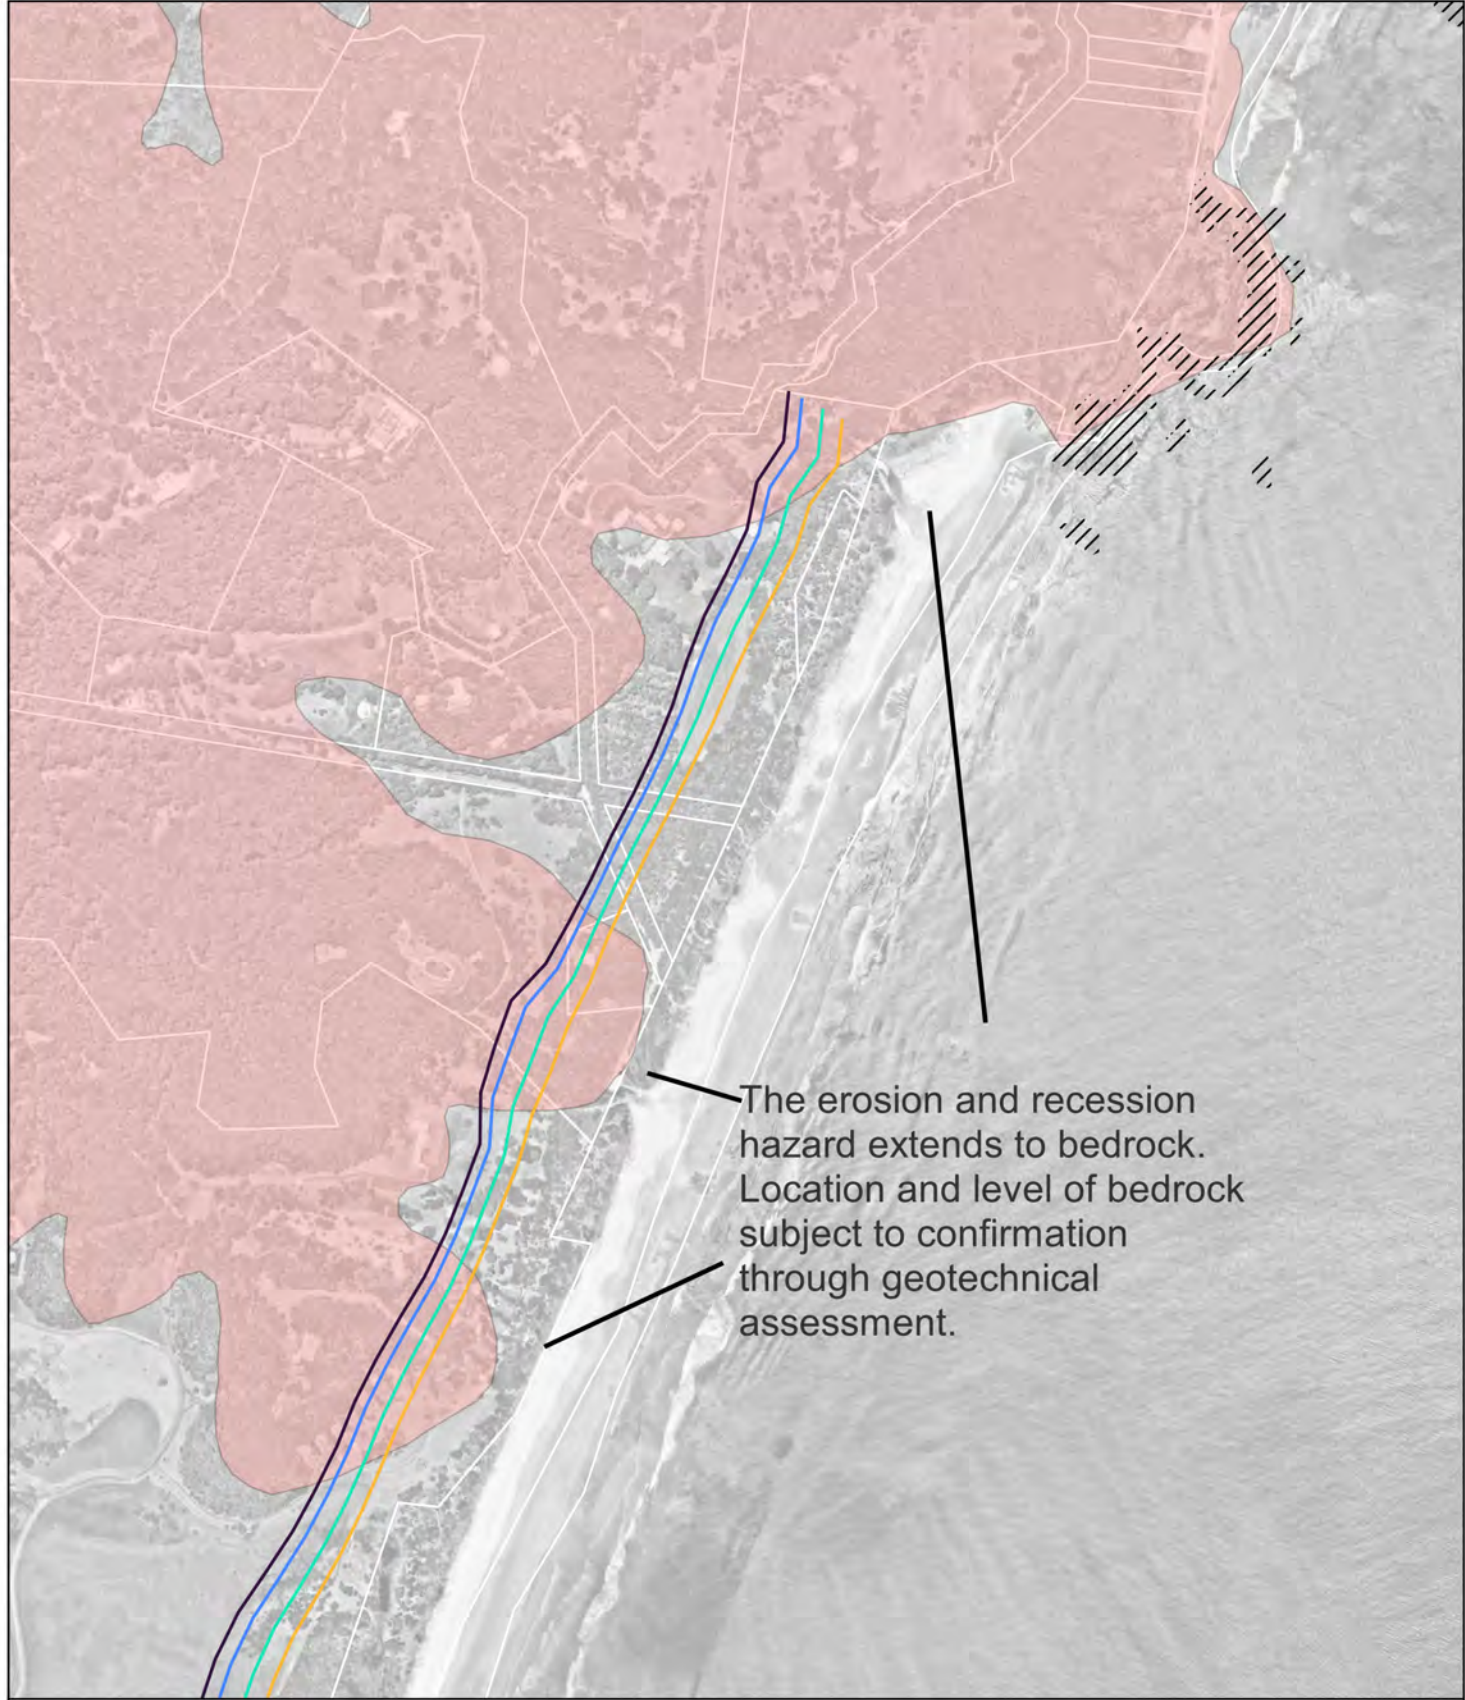 The erosion and recession
hazard extends to bedrock.
Location and level of bedrock
subject to confirmation
through geotechnical
assessment.